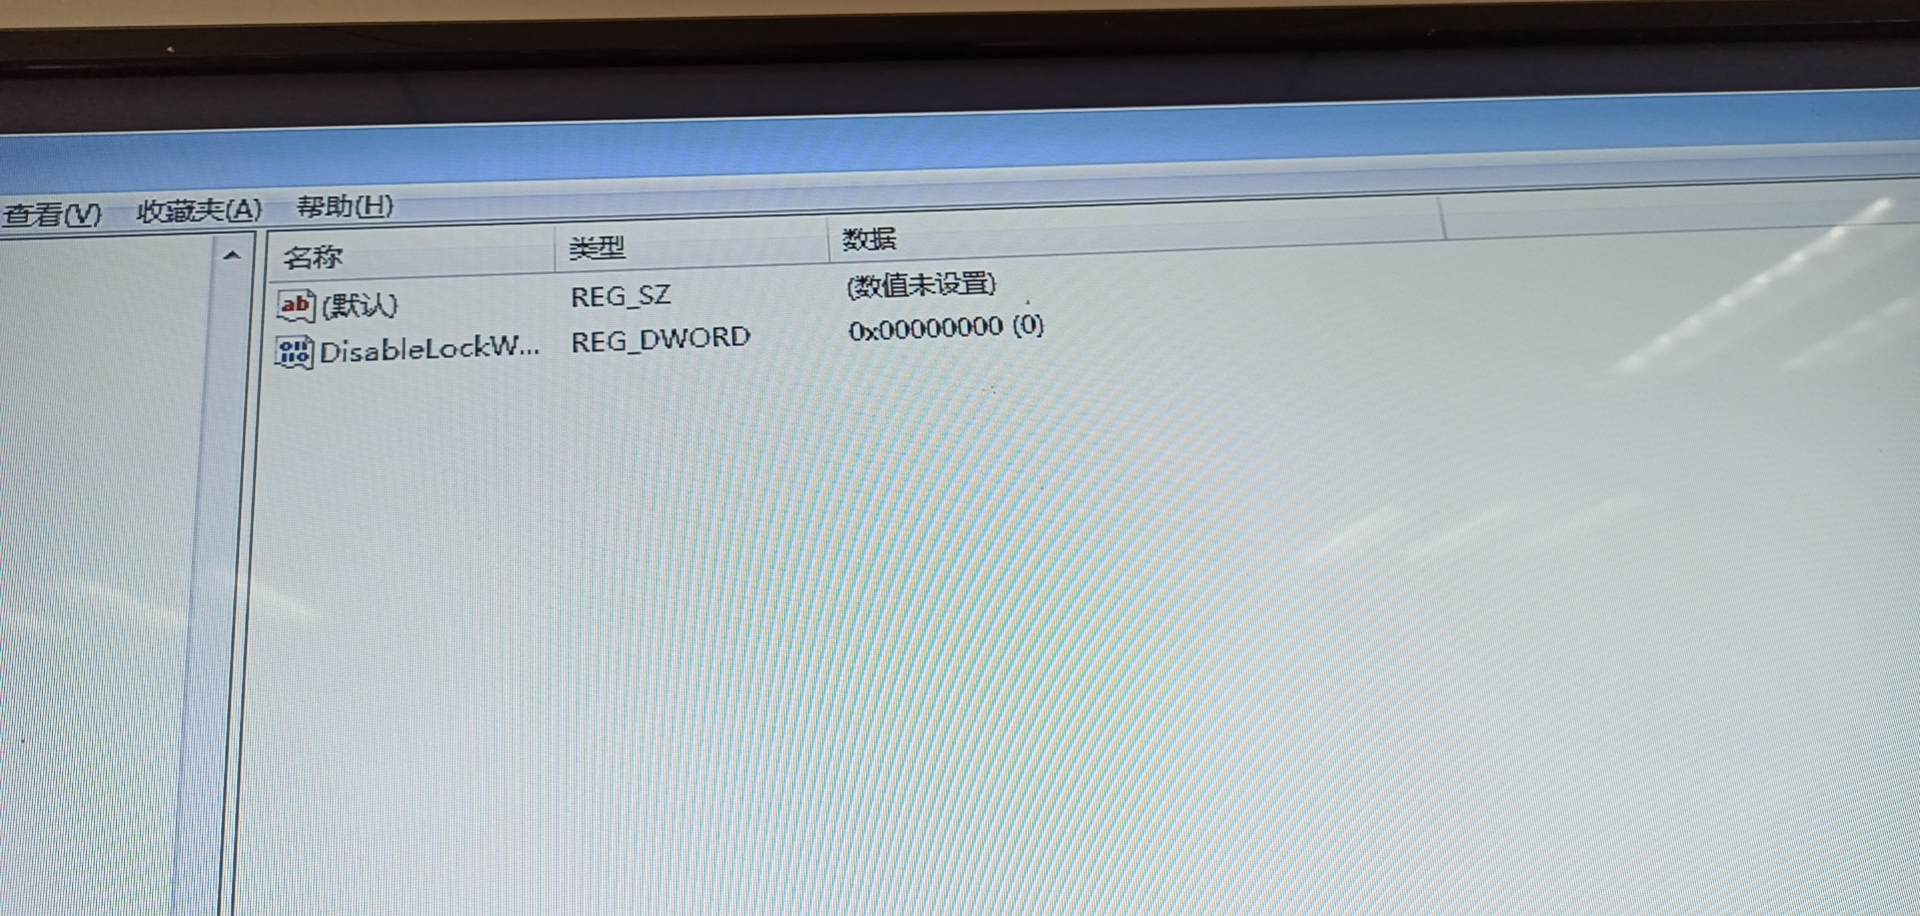 查看(V) 收藏夹(A) 帮助(H)
名称 类型 数据
ab (默认) REG_SZ (数值未设置)
DisableLockW... REG_DWORD 0x00000000 (0)